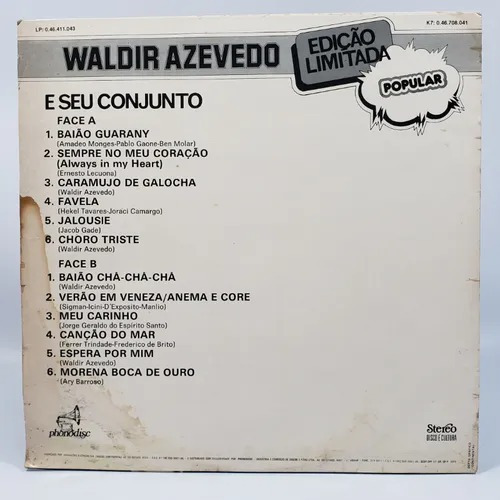 LP: 0.46.411.043
K7: 0.46.708.041
WALDIR AZEVEDO
EDIÇÃO
LIMITADA
POPULAR
E SEU CONJUNTO
FACE A
1. BAIÃO GUARANY
(Amadeo Monges-Pablo Gaone-Ben Molar)
2. SEMPRE NO MEU CORAÇÃO
(Always in my Heart)
(Ernesto Lecuona)
3. CARAMUJO DE GALOCHA
(Waldir Azevedo)
4. FAVELA
(Hekel Tavares-Joraci Camargo)
5. JALOUSIE
(Jacob Gade)
6. CHORO TRISTE
(Waldir Azevedo)
FACE B
1. BAIÃO CHÁ-CHÁ-CHÁ
(Waldir Azevedo)
2. VERÃO EM VENEZA/ANEMA E CORE
(Sigman-Icini-D'Exposito-Manlio)
3. MEU CARINHO
(Jorge Geraldo do Espírito Santo)
4. CANÇÃO DO MAR
(Ferrer Trindade-Frederico de Brito)
5. ESPERA POR MIM
(Waldir Azevedo)
6. MORENA BOCA DE OURO
(Ary Barroso)
phonodisc
Stereo
DISCO É CULTURA